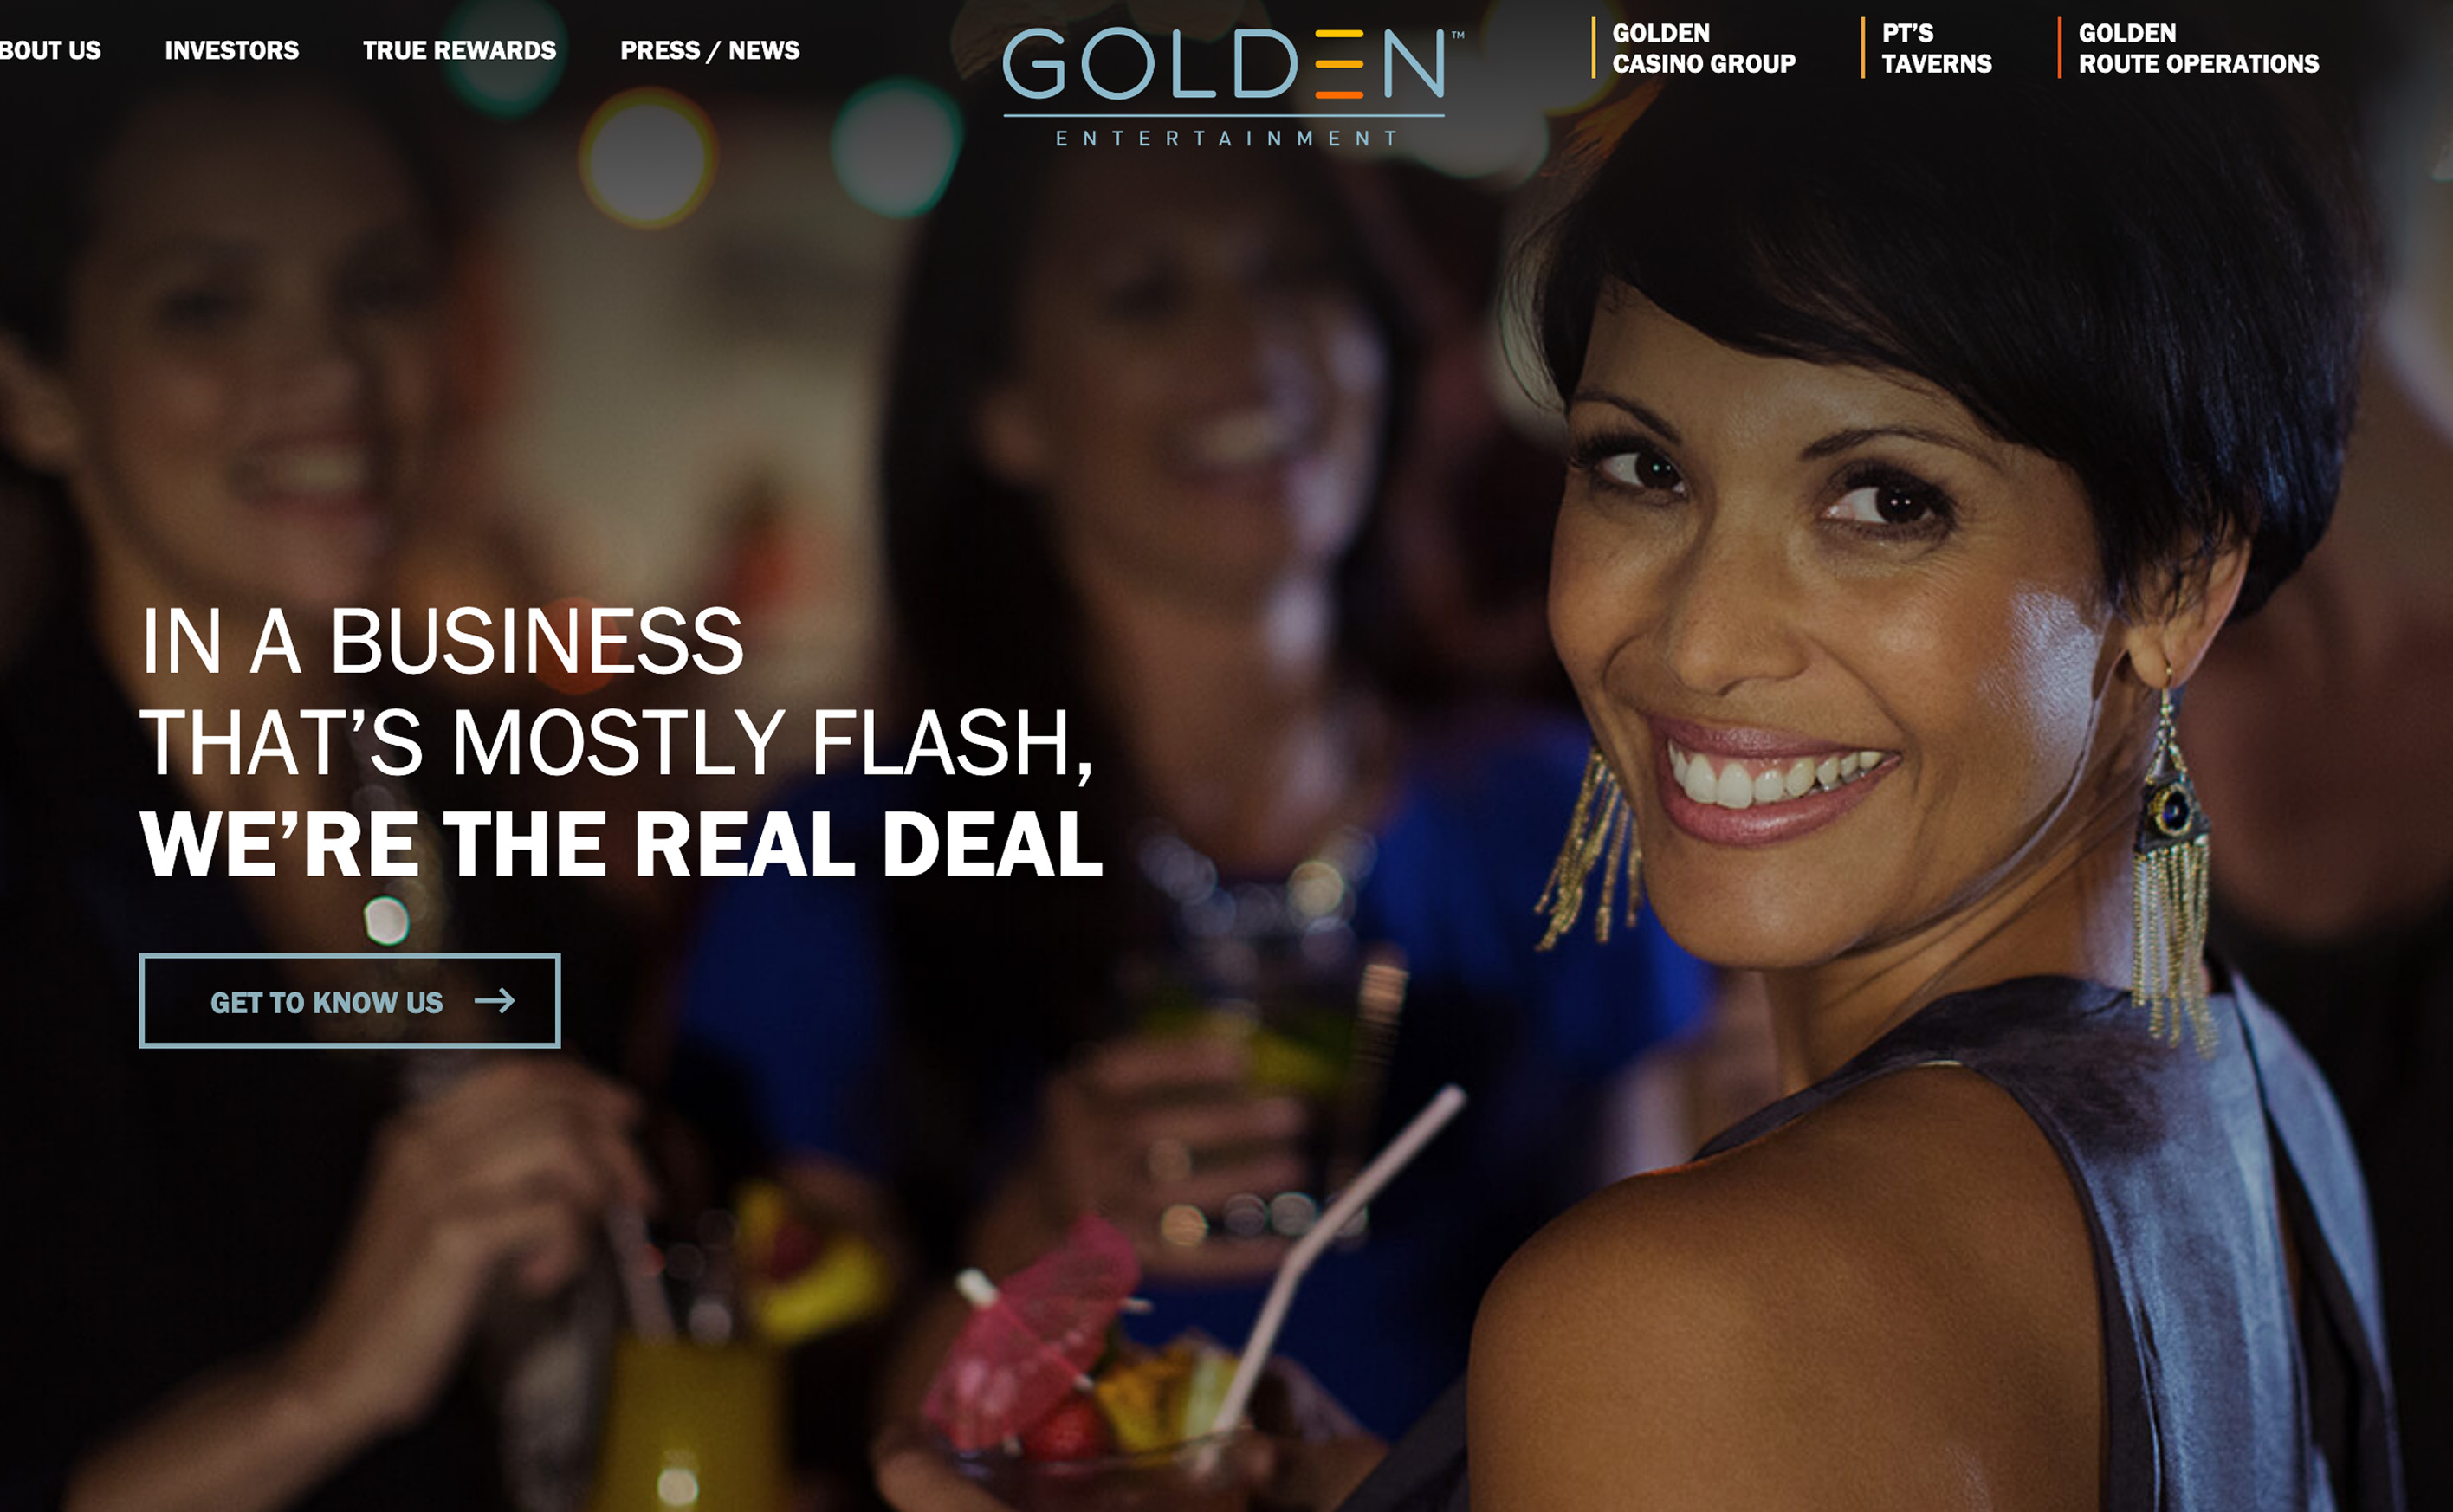 BOUT US
INVESTORS
TRUE REWARDS
PRESS / NEWS
GOLDEN™
ENTERTAINMENT
GOLDEN
CASINO GROUP
PT’S
TAVERNS
GOLDEN
ROUTE OPERATIONS
IN A BUSINESS
THAT’S MOSTLY FLASH,
WE’RE THE REAL DEAL
GET TO KNOW US →